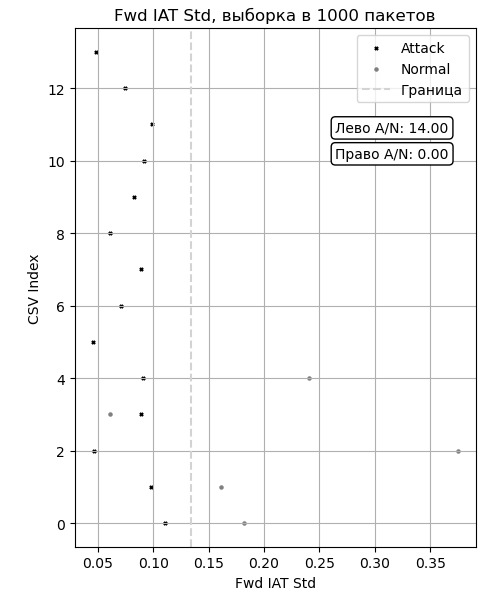 Fwd IAT Std, выборка в 1000 пакетов
Attack
Normal
Граница
Лево A/N: 14.00
Право A/N: 0.00
CSV Index
12
10
8
6
4
2
0
0.05 0.10 0.15 0.20 0.25 0.30 0.35
Fwd IAT Std